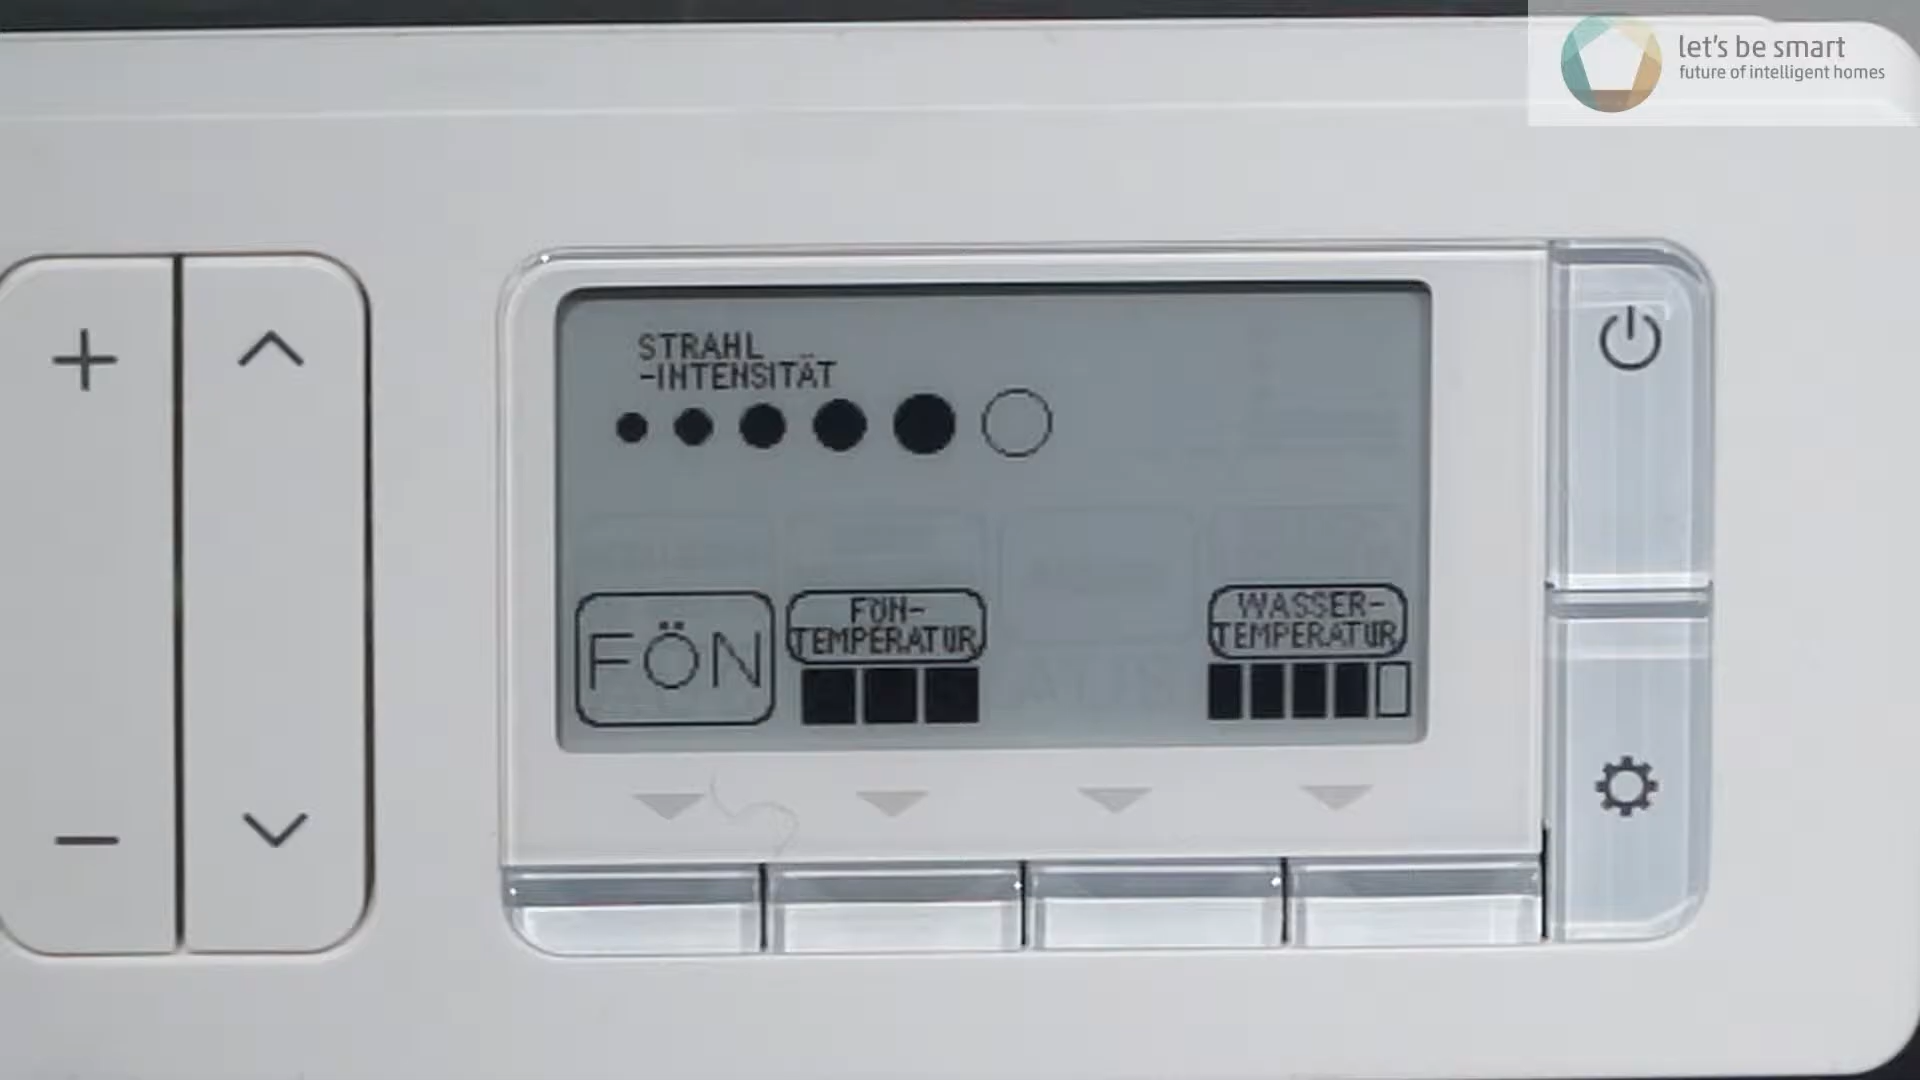 let's be smart
future of intelligent homes
STRAHL
-INTENSITÄT
FÖN
FÖN-
TEMPERATUR
WASSER-
TEMPERATUR